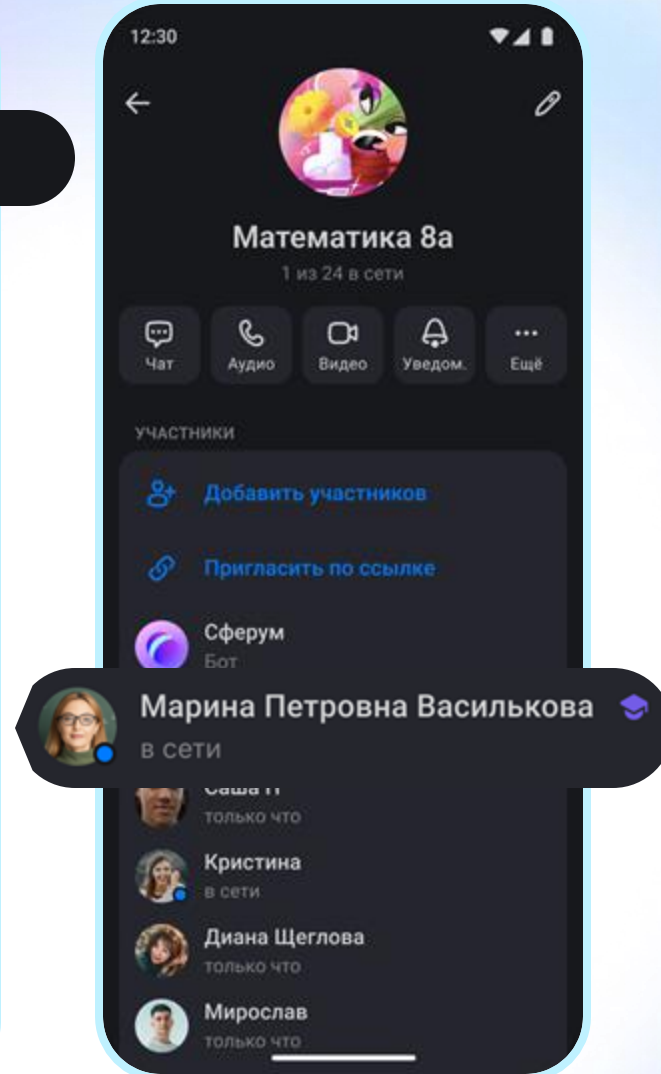 12:30
Математика 8а
1 из 24 в сети
Чат
Аудио
Видео
Уведом.
Ещё
УЧАСТНИКИ
Добавить участников
Пригласить по ссылке
Сферум
Бот
Марина Петровна Василькова
в сети
Саша П
только что
Кристина
в сети
Диана Щеглова
только что
Мирослав
только что